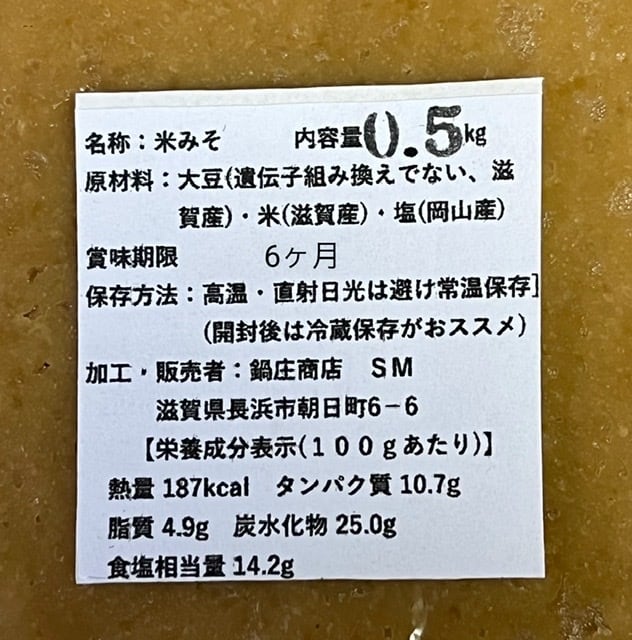 名称：米みそ　内容量0.5kg
原材料：大豆(遺伝子組み換えでない、滋
賀産)・米(滋賀産)・塩(岡山産)
賞味期限　6ヶ月
保存方法：高温・直射日光は避け常温保存]
(開封後は冷蔵保存がおススメ)
加工・販売者：鍋庄商店　ＳＭ
滋賀県長浜市朝日町6−6
【栄養成分表示(１００ｇあたり)】
熱量 187kcal　タンパク質 10.7g
脂質 4.9g　炭水化物 25.0g
食塩相当量 14.2g